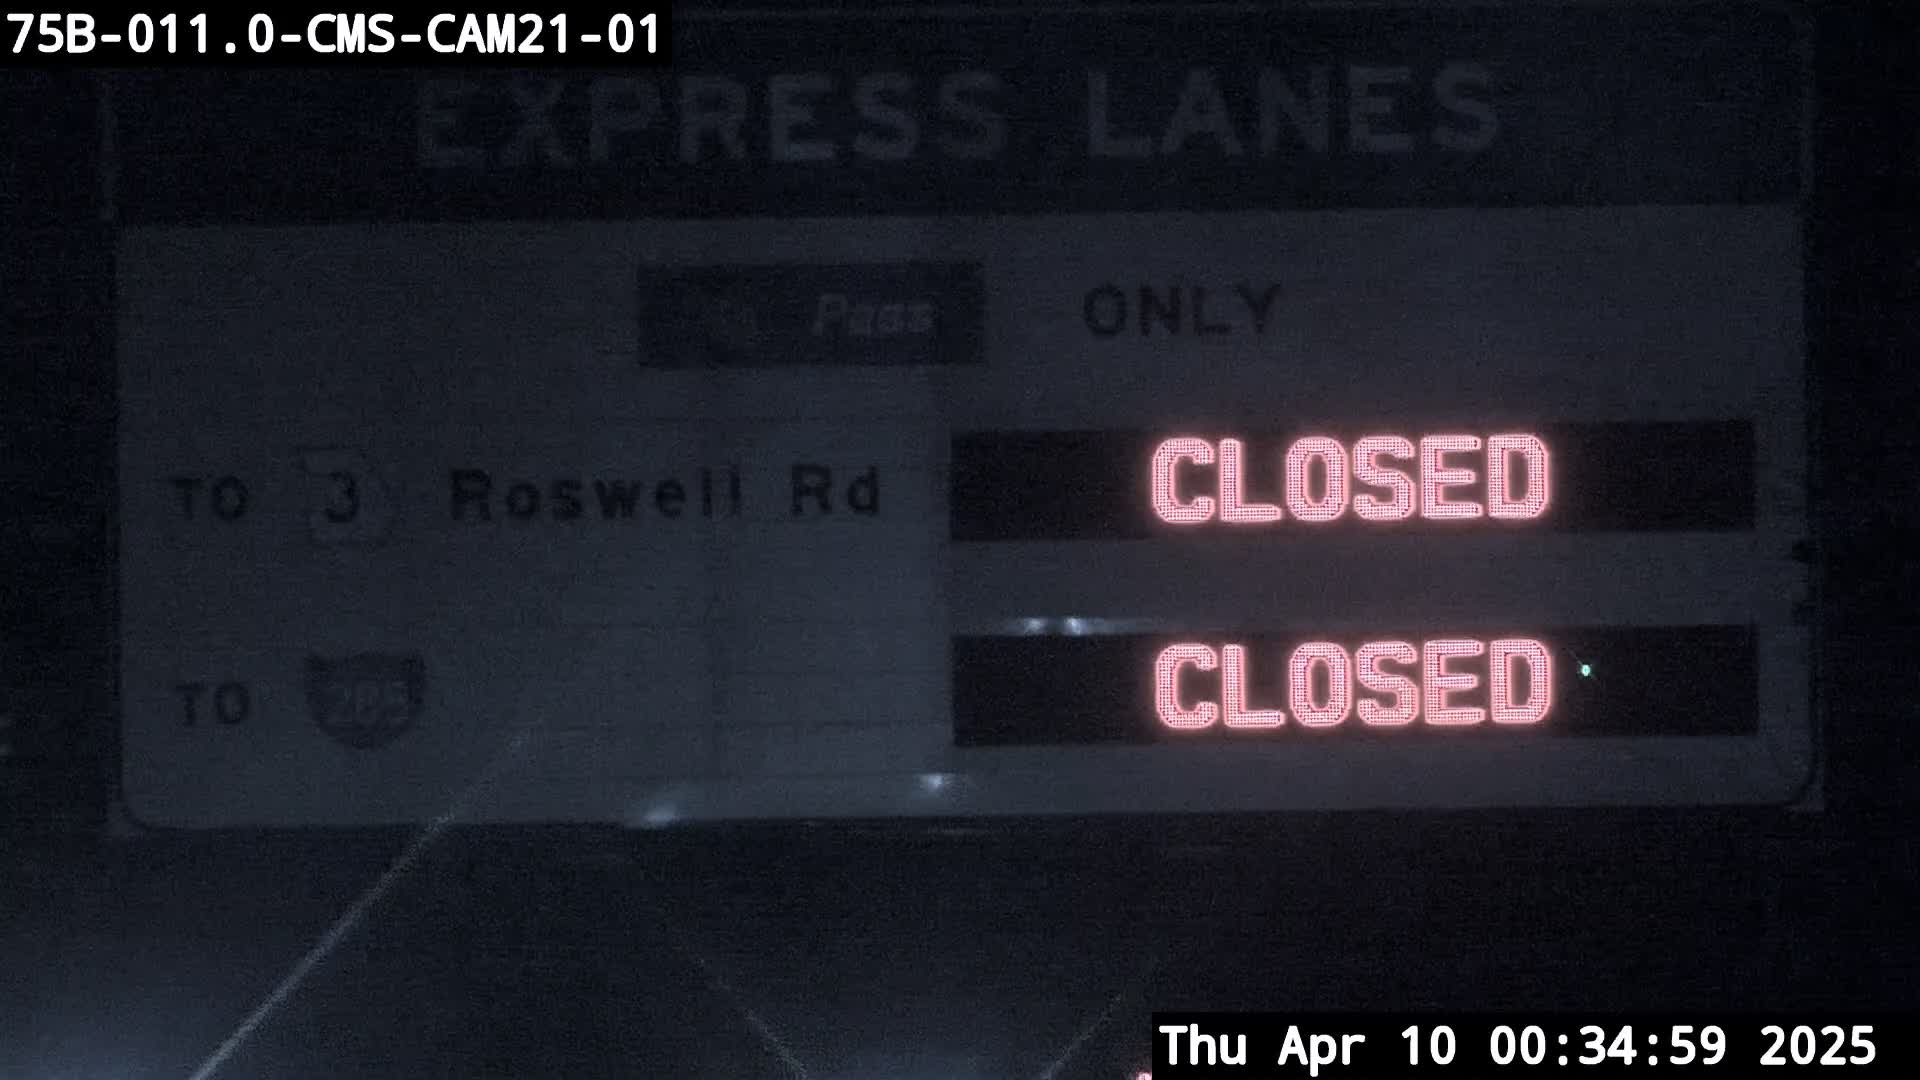 75B-011.0-CMS-CAM21-01
EXPRESS LANES
Pass ONLY
TO 3 Roswell Rd CLOSED
TO 285 CLOSED
Thu Apr 10 00:34:59 2025